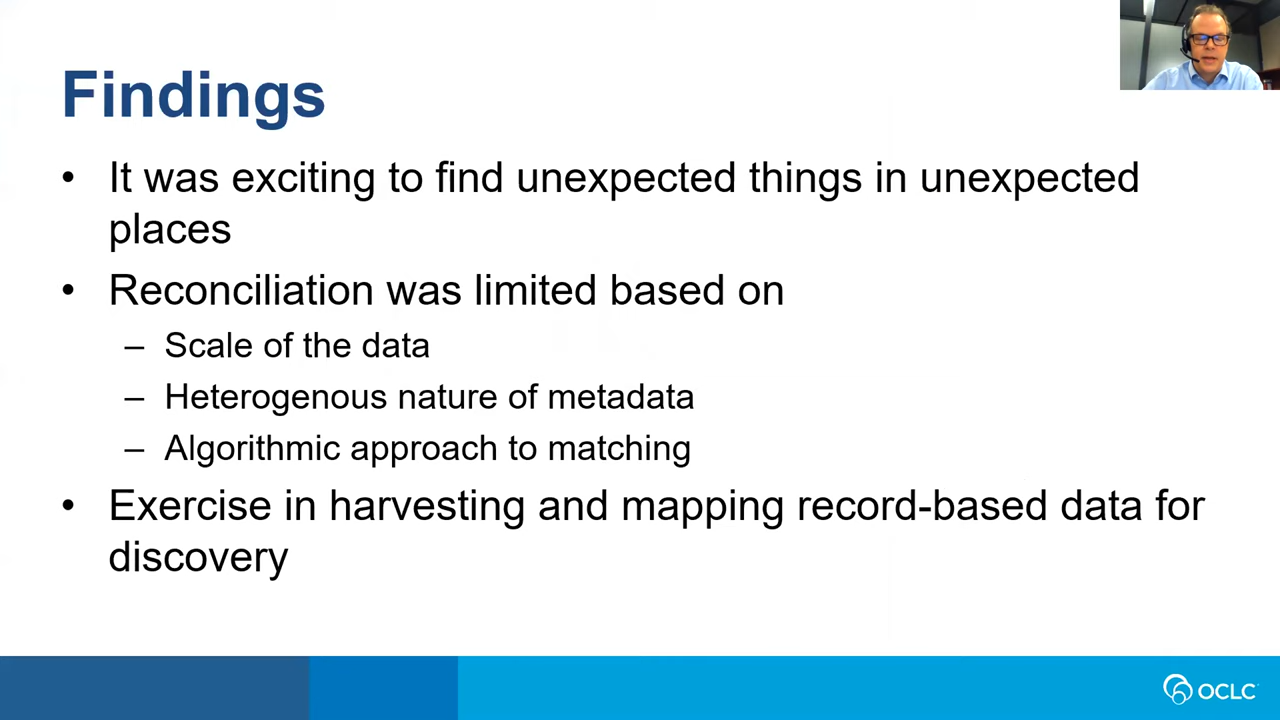 Findings
• It was exciting to find unexpected things in unexpected
places
• Reconciliation was limited based on
– Scale of the data
– Heterogenous nature of metadata
– Algorithmic approach to matching
• Exercise in harvesting and mapping record-based data for
discovery
OCLC